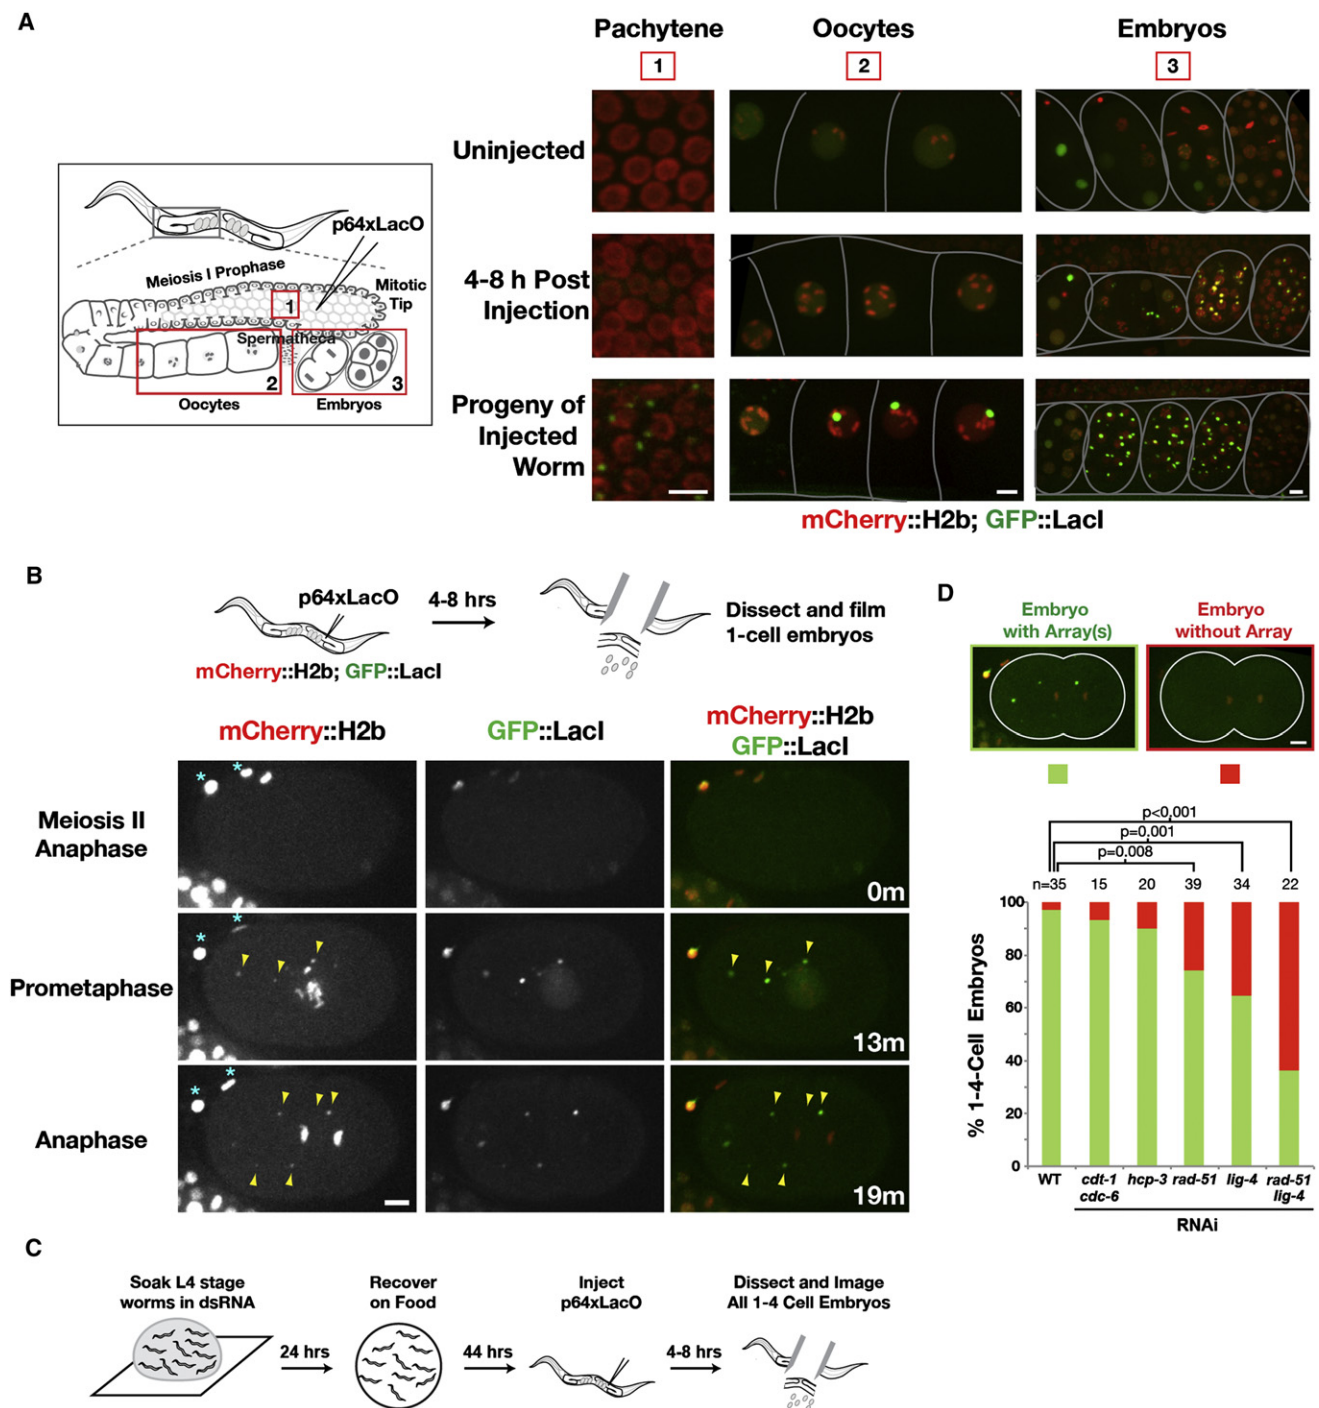 A
Pachytene
Oocytes
Embryos
1
2
3
Uninjected
4-8 h Post
Injection
Progeny of
Injected
Worm
mCherry::H2b; GFP::LacI
p64xLacO
Meiosis I Prophase
Mitotic
Tip
1
Spermatheca
2
3
Oocytes
Embryos
B
p64xLacO
4-8 hrs
Dissect and film
1-cell embryos
mCherry::H2b; GFP::LacI
mCherry::H2b
GFP::LacI
mCherry::H2b
GFP::LacI
Meiosis II
Anaphase
*
*
0m
Prometaphase
*
*
13m
Anaphase
*
*
19m
C
Soak L4 stage
worms in dsRNA
24 hrs
Recover
on Food
44 hrs
Inject
p64xLacO
4-8 hrs
Dissect and Image
All 1-4 Cell Embryos
D
Embryo
with Array(s)
Embryo
without Array
p<0.001
p=0.001
p=0.008
n=35
15
20
39
34
22
% 1-4-Cell Embryos
100
80
60
40
20
0
WT
cdt-1
cdc-6
hcp-3
rad-51
lig-4
rad-51
lig-4
RNAi